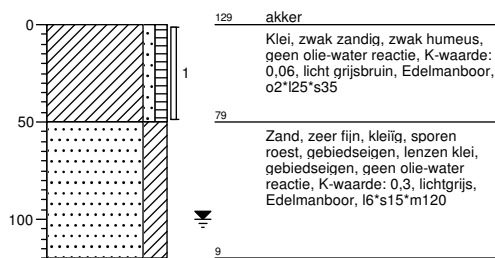 0
50
100
1
129 akker
Klei, zwak zandig, zwak humeus,
geen olie-water reactie, K-waarde:
0,06, licht grijsbruin, Edelmanboor,
o2*l25*s35
79
Zand, zeer fijn, kleiïg, sporen
roest, gebiedseigen, lenzen klei,
gebiedseigen, geen olie-water
reactie, K-waarde: 0,3, lichtgrijs,
Edelmanboor, l6*s15*m120
9